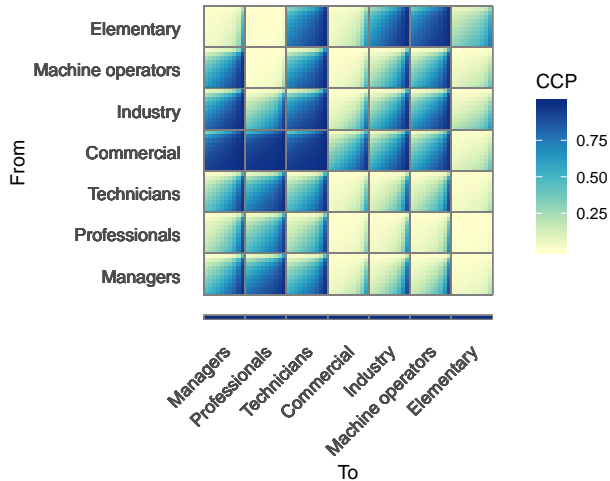 Elementary
Machine operators
Industry
Commercial
Technicians
Professionals
Managers
From
CCP
0.75
0.50
0.25
Managers
Professionals
Technicians
Commercial
Industry
Machine operators
Elementary
To